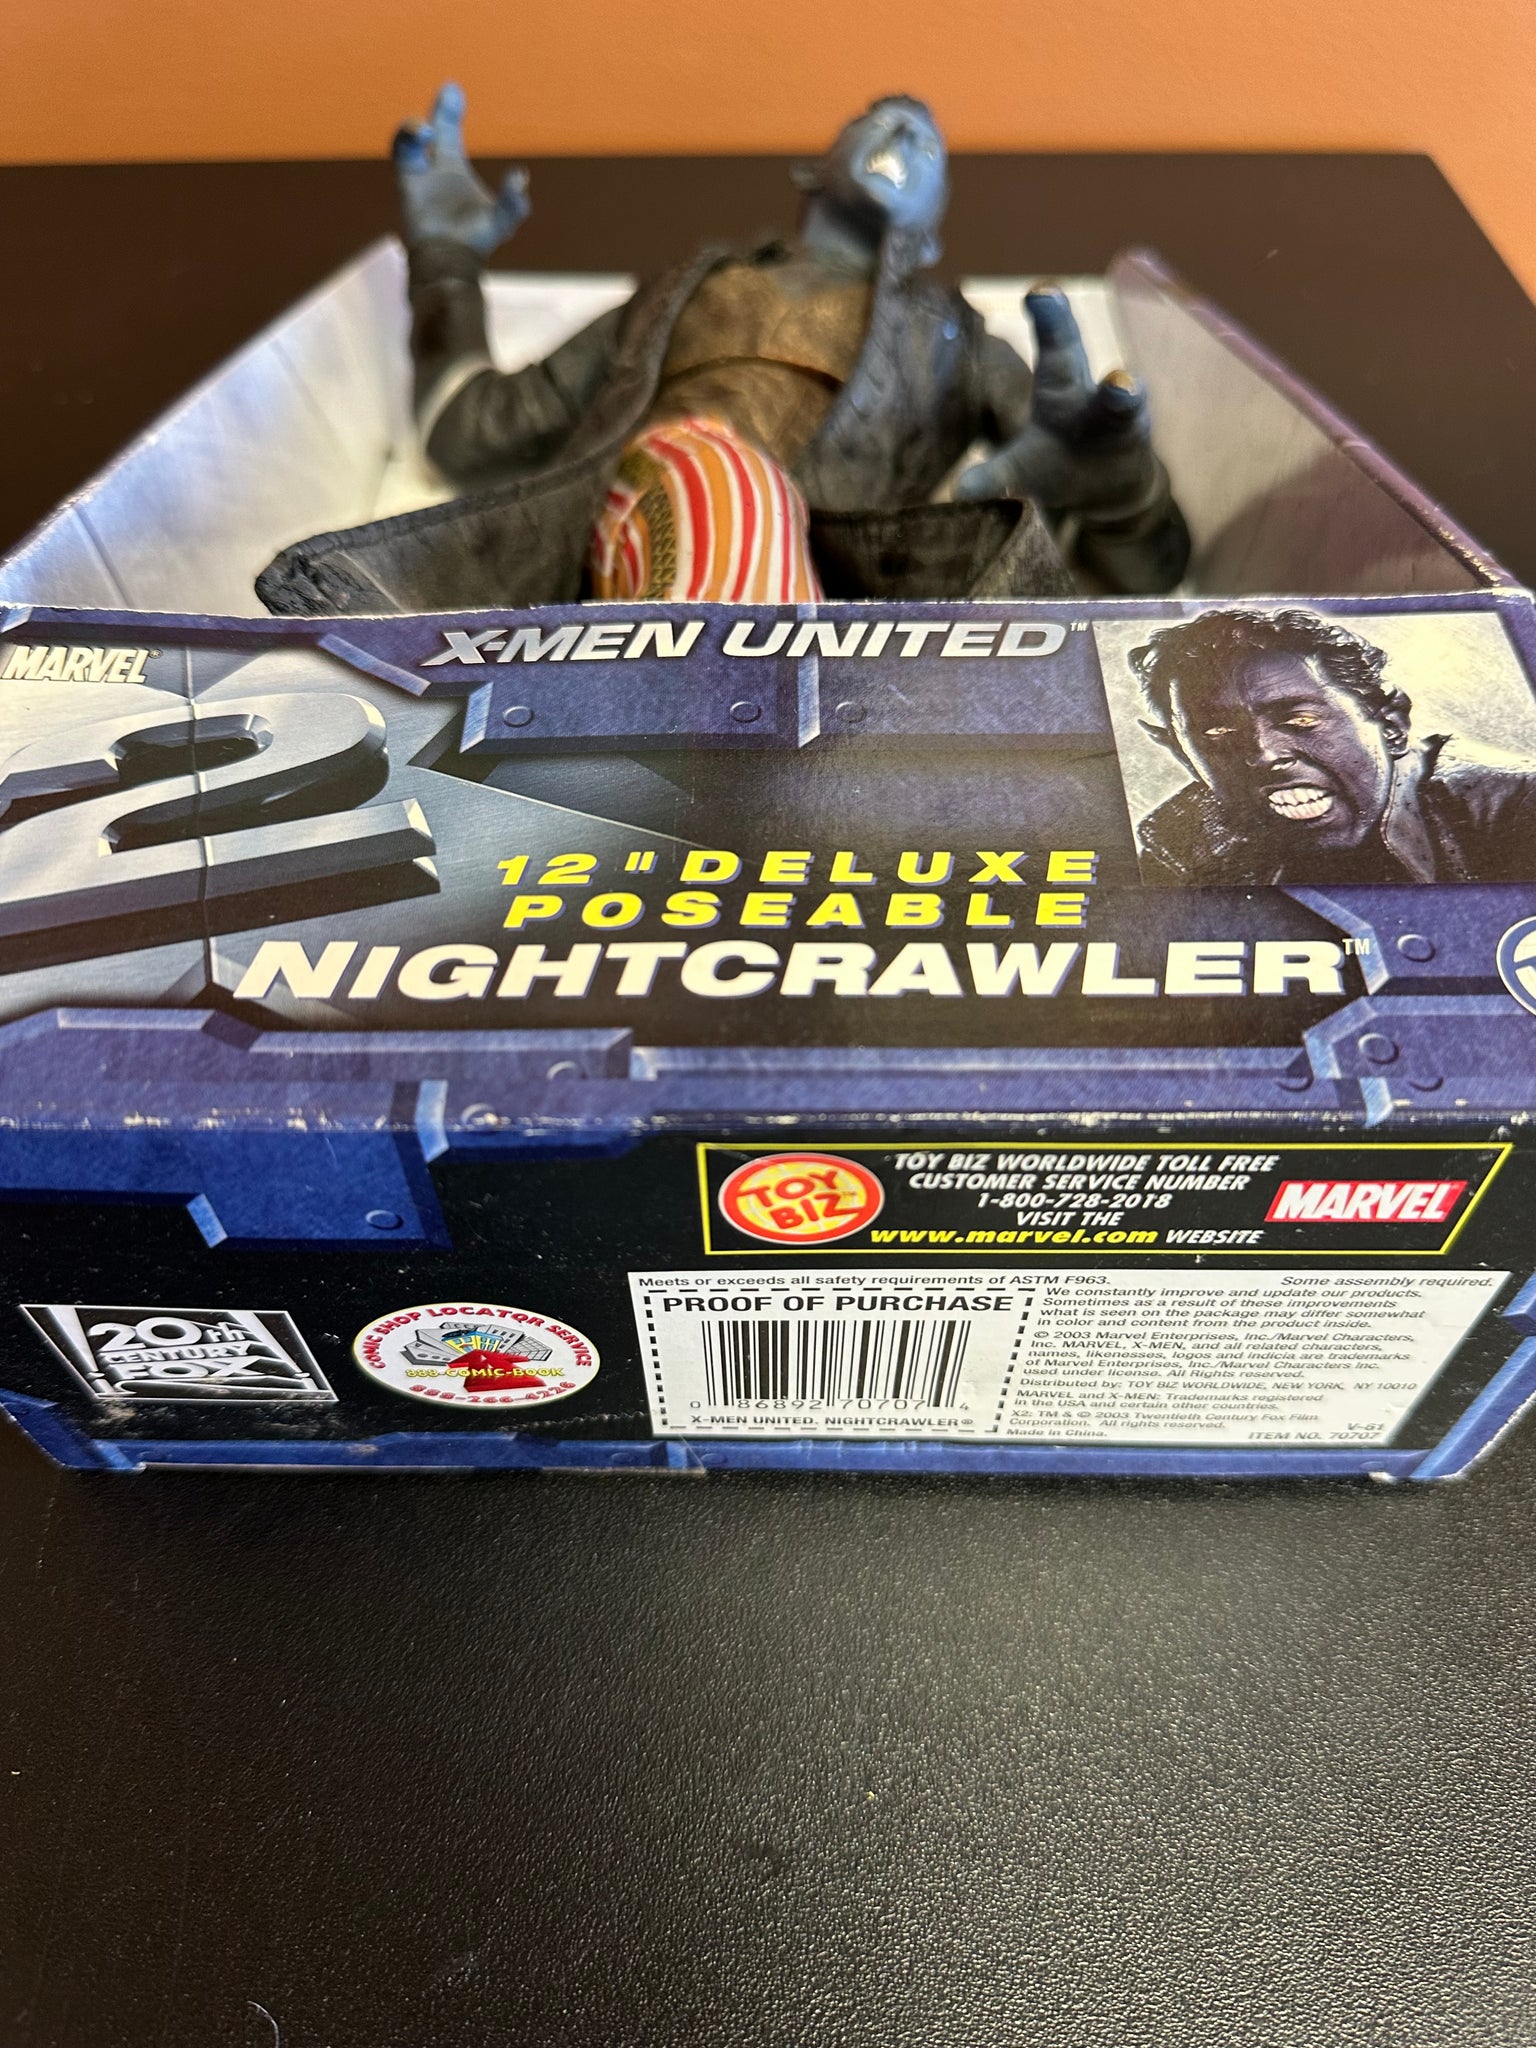 MARVEL®
X-MEN UNITED™
2
12" DELUXE
POSEABLE
NIGHTCRAWLER™
TOY BIZ™
TOY BIZ WORLDWIDE TOLL FREE
CUSTOMER SERVICE NUMBER
1-800-728-2018
VISIT THE
www.marvel.com WEBSITE
MARVEL
20th
CENTURY
FOX
COMIC SHOP LOCATOR SERVICE
888-COMIC-BOOK
888-266-4226
Meets or exceeds all safety requirements of ASTM F963.
Some assembly required.
PROOF OF PURCHASE
0 86892 70707 4
X-MEN UNITED. NIGHTCRAWLER®
We constantly improve and update our products.
Sometimes as a result of these improvements
what is seen on the package may differ somewhat
in color and content from the product inside.
© 2003 Marvel Enterprises, Inc./Marvel Characters,
Inc. MARVEL, X-MEN, and all related characters,
names, likenesses, logos and indicia are trademarks
of Marvel Enterprises, Inc./Marvel Characters Inc.
used under license. All Rights reserved.
Distributed by: TOY BIZ WORLDWIDE, NEW YORK, NY 10010
MARVEL and X-MEN: Trademarks registered
in the USA and certain other countries.
X2: TM & © 2003 Twentieth Century Fox Film
Corporation. All rights reserved.
Made in China.
V-61
ITEM NO. 70707